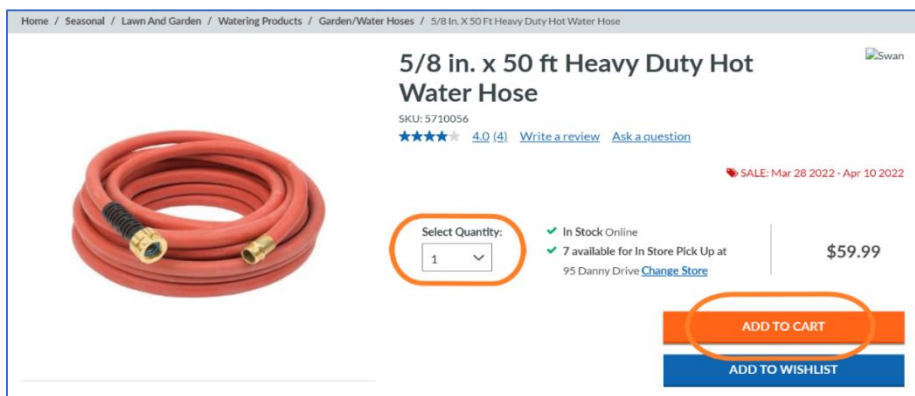 Home / Seasonal / Lawn And Garden / Watering Products / Garden/Water Hoses / 5/8 In. X 50 Ft Heavy Duty Hot Water Hose
5/8 in. x 50 ft Heavy Duty Hot
Water Hose
Swan
SKU: 5710056
4.0 (4) Write a review Ask a question
SALE: Mar 28 2022 - Apr 10 2022
Select Quantity:
1
In Stock Online
7 available for In Store Pick Up at
95 Danny Drive Change Store
$59.99
ADD TO CART
ADD TO WISHLIST